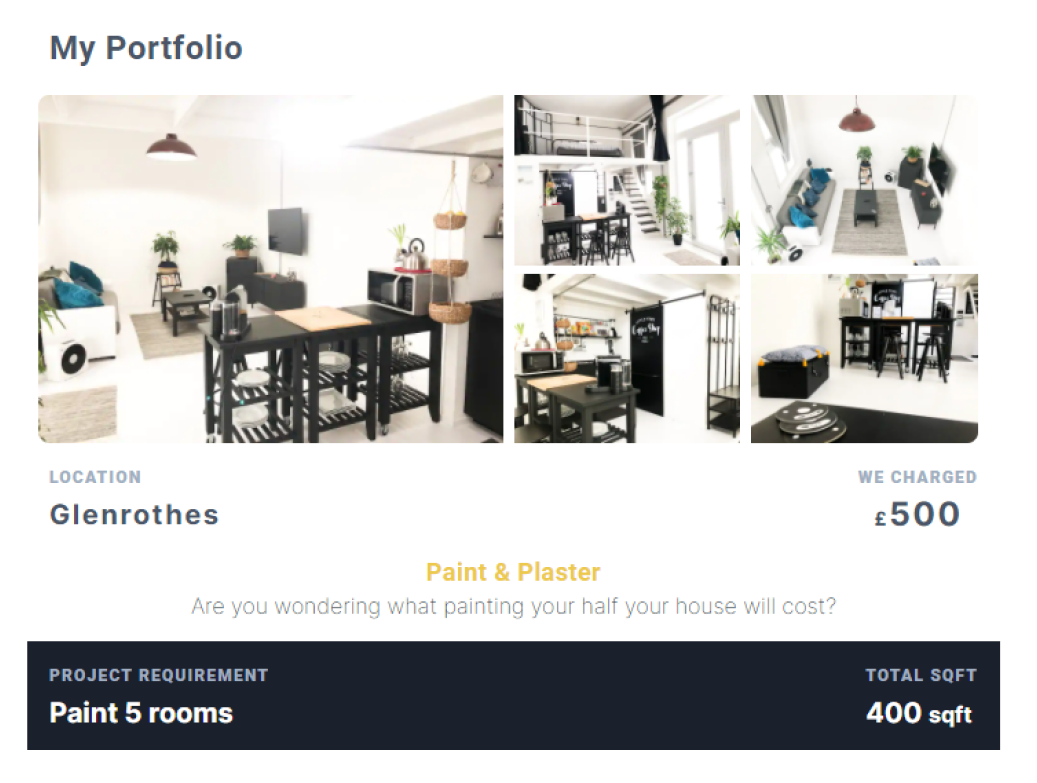 My Portfolio
LOCATION
WE CHARGED
Glenrothes
£500
Paint & Plaster
Are you wondering what painting your half your house will cost?
PROJECT REQUIREMENT
TOTAL SQFT
Paint 5 rooms
400 sqft